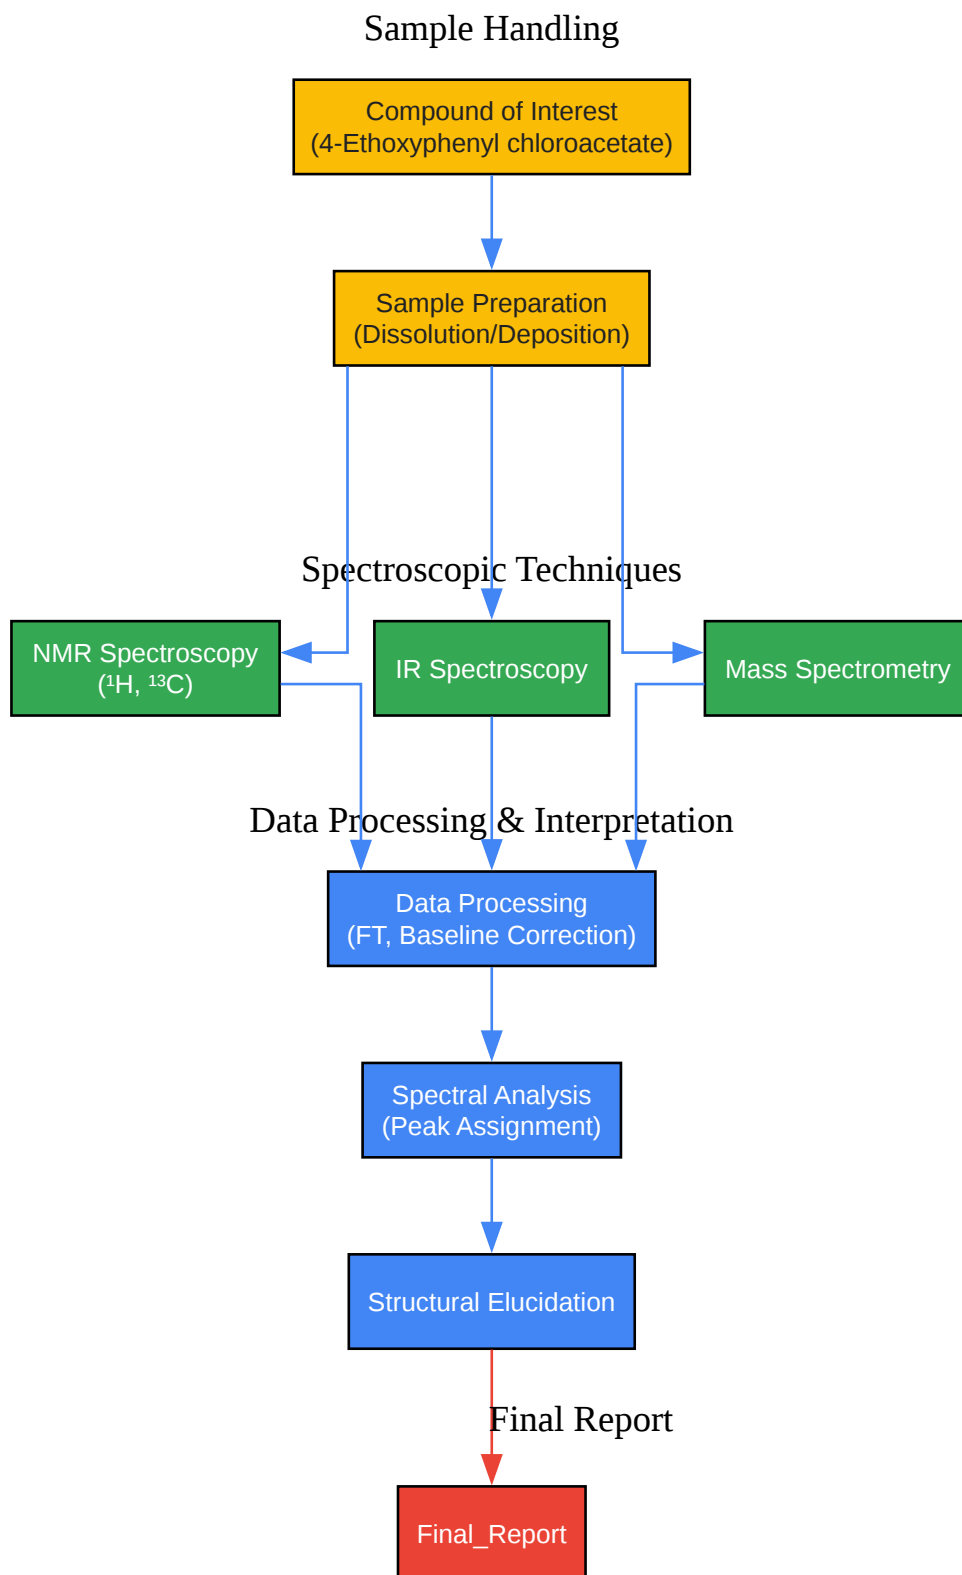 Sample Handling
Compound of Interest
(4-Ethoxyphenyl chloroacetate)
Sample Preparation
(Dissolution/Deposition)
Spectroscopic Techniques
NMR Spectroscopy
(¹H, ¹³C)
IR Spectroscopy
Mass Spectrometry
Data Processing & Interpretation
Data Processing
(FT, Baseline Correction)
Spectral Analysis
(Peak Assignment)
Structural Elucidation
Final Report
Final_Report